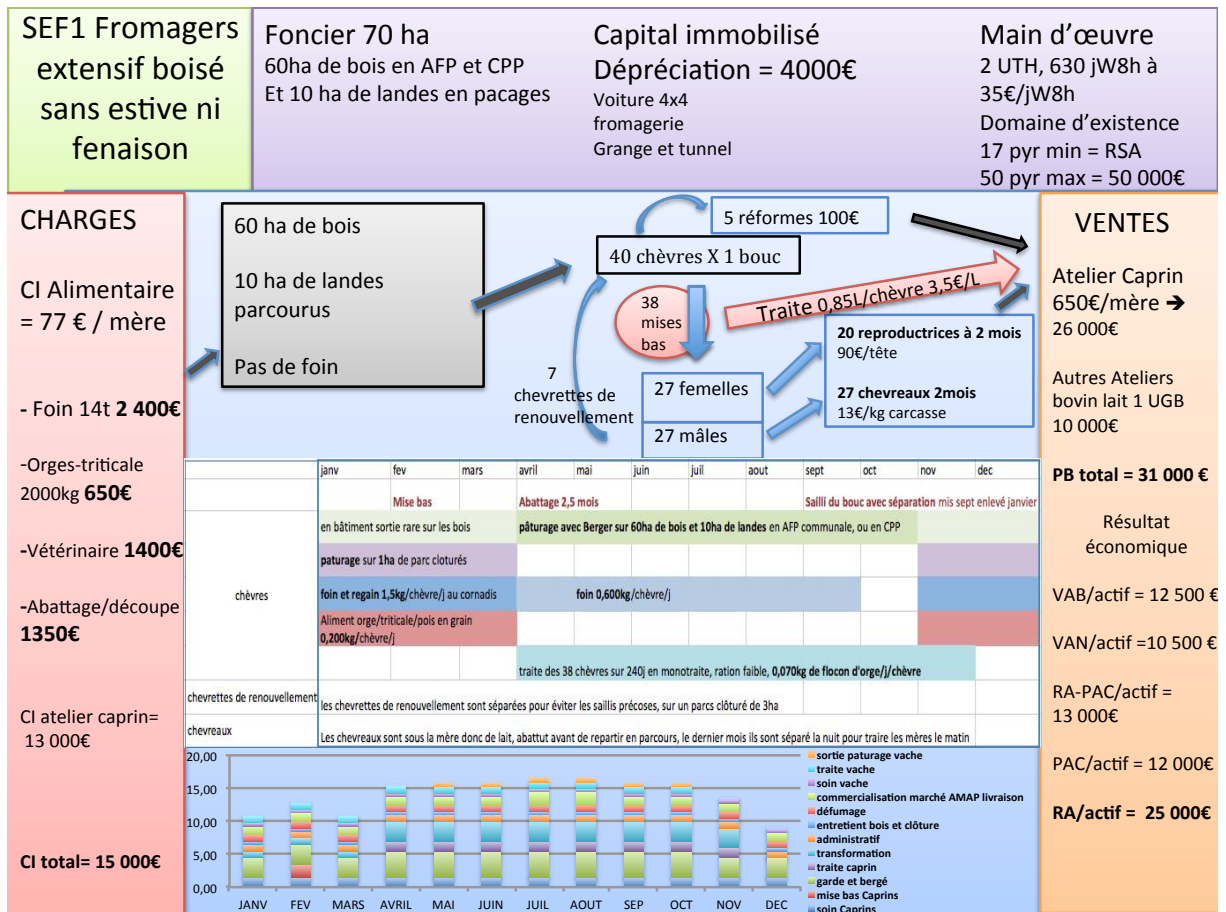 SEF1 Fromagers
extensif boisé
sans estive ni
fenaison
Foncier 70 ha
60ha de bois en AFP et CPP
Et 10 ha de landes en pacages
Capital immobilisé
Dépréciation = 4000€
Voiture 4x4
fromagerie
Grange et tunnel
Main d'œuvre
2 UTH, 630 jW8h à
35€/jW8h
Domaine d'existence
17 pyr min = RSA
50 pyr max = 50 000€
CHARGES
CI Alimentaire
= 77 € / mère
- Foin 14t 2 400€
-Orges-triticale
2000kg 650€
-Vétérinaire 1400€
-Abattage/découpe
1350€
CI atelier caprin=
13 000€
CI total= 15 000€
60 ha de bois
10 ha de landes
parcourus
Pas de foin
5 réformes 100€
40 chèvres X 1 bouc
38
mises
bas
Traite 0,85L/chèvre 3,5€/L
7
chevrettes de
renouvellement
27 femelles
27 mâles
20 reproductrices à 2 mois
90€/tête
27 chevreaux 2mois
13€/kg carcasse
VENTES
Atelier Caprin
650€/mère ➔
26 000€
Autres Ateliers
bovin lait 1 UGB
10 000€
PB total = 31 000 €
Résultat
économique
VAB/actif = 12 500 €
VAN/actif =10 500 €
RA-PAC/actif =
13 000€
PAC/actif = 12 000€
RA/actif = 25 000€
janv fev mars avril mai juin juil aout sept oct nov dec
Mise bas Abattage 2,5 mois Sailli du bouc avec séparation mis sept enlevé janvier
en bâtiment sortie rare sur les bois pâturage avec Berger sur 60ha de bois et 10ha de landes en AFP communale, ou en CPP
paturage sur 1ha de parc cloturés
chèvres
foin et regain 1,5kg/chèvre/j au cornadis foin 0,600kg/chèvre/j
Aliment orge/triticale/pois en grain
0,200kg/chèvre/j
traite des 38 chèvres sur 240j en monotraite, ration faible, 0,070kg de flocon d'orge/j/chèvre
chevrettes de renouvellement les chevrettes de renouvellement sont séparées pour éviter les saillis précoses, sur un parcs clôturé de 3ha
chevreaux Les chevreaux sont sous la mère donc de lait, abattut avant de repartir en parcours, le dernier mois ils sont séparé la nuit pour traire les mères le matin
20,00
15,00
10,00
5,00
0,00
JANV FEV MARS AVRIL MAI JUIN JUIL AOUT SEP OCT NOV DEC
sortie paturage vache
traite vache
soin vache
commercialisation marché AMAP livraison
défumage
entretient bois et clôture
administratif
transformation
traite caprin
garde et bergé
mise bas Caprins
soin Caprins